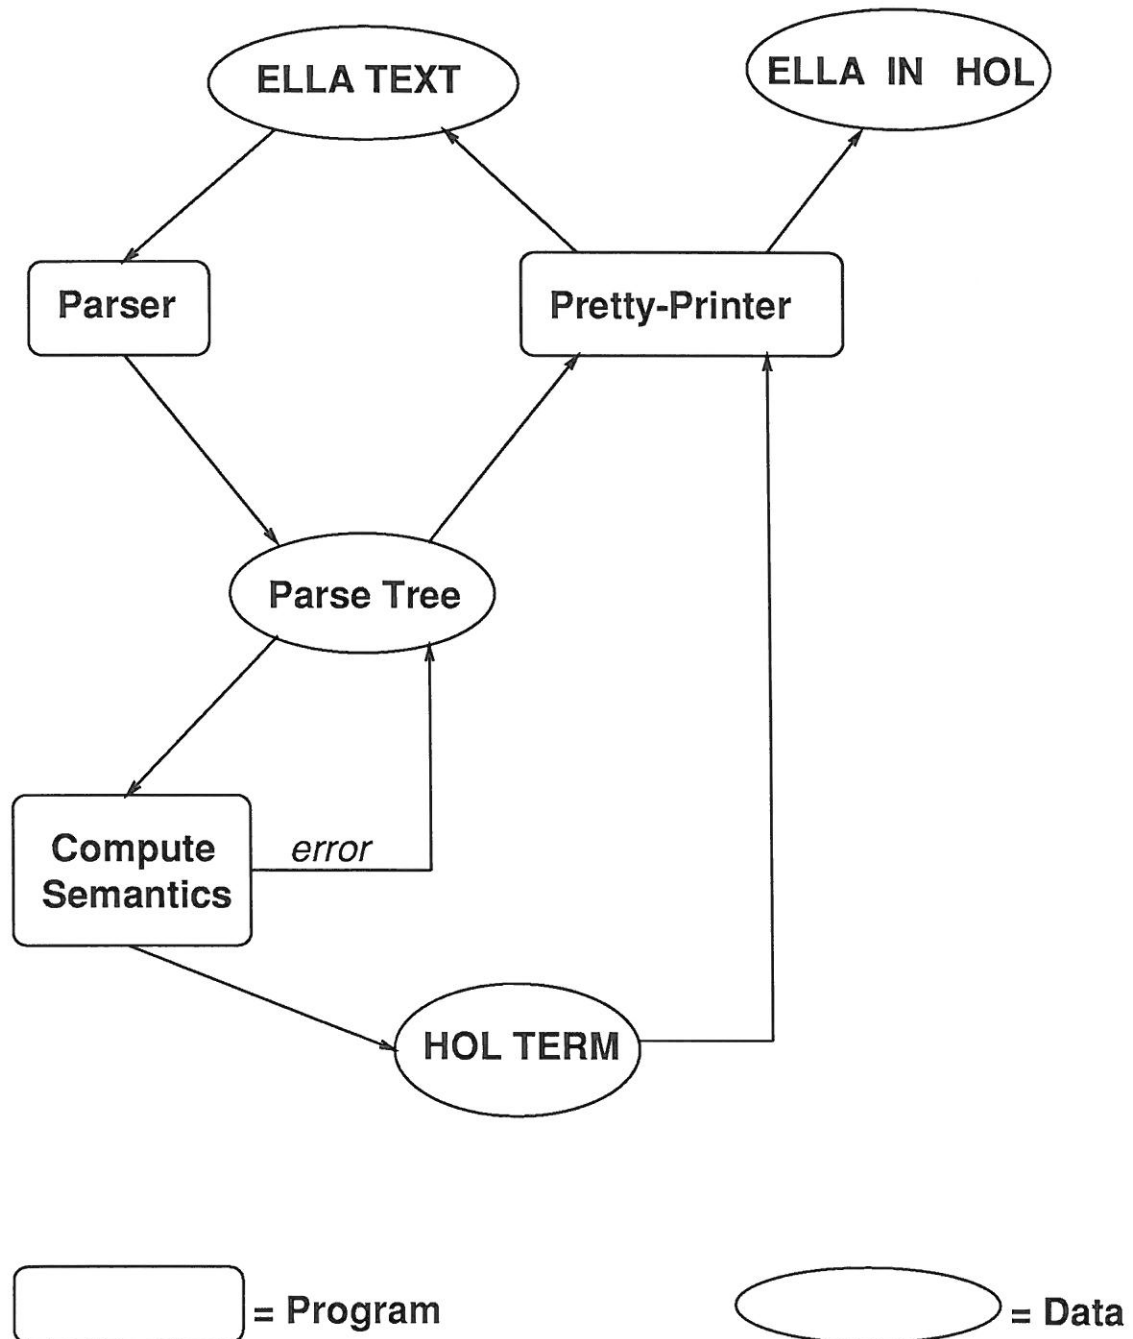 ELLA TEXT
ELLA IN HOL
Parser
Pretty-Printer
Parse Tree
Compute
Semantics
error
HOL TERM
= Program
= Data